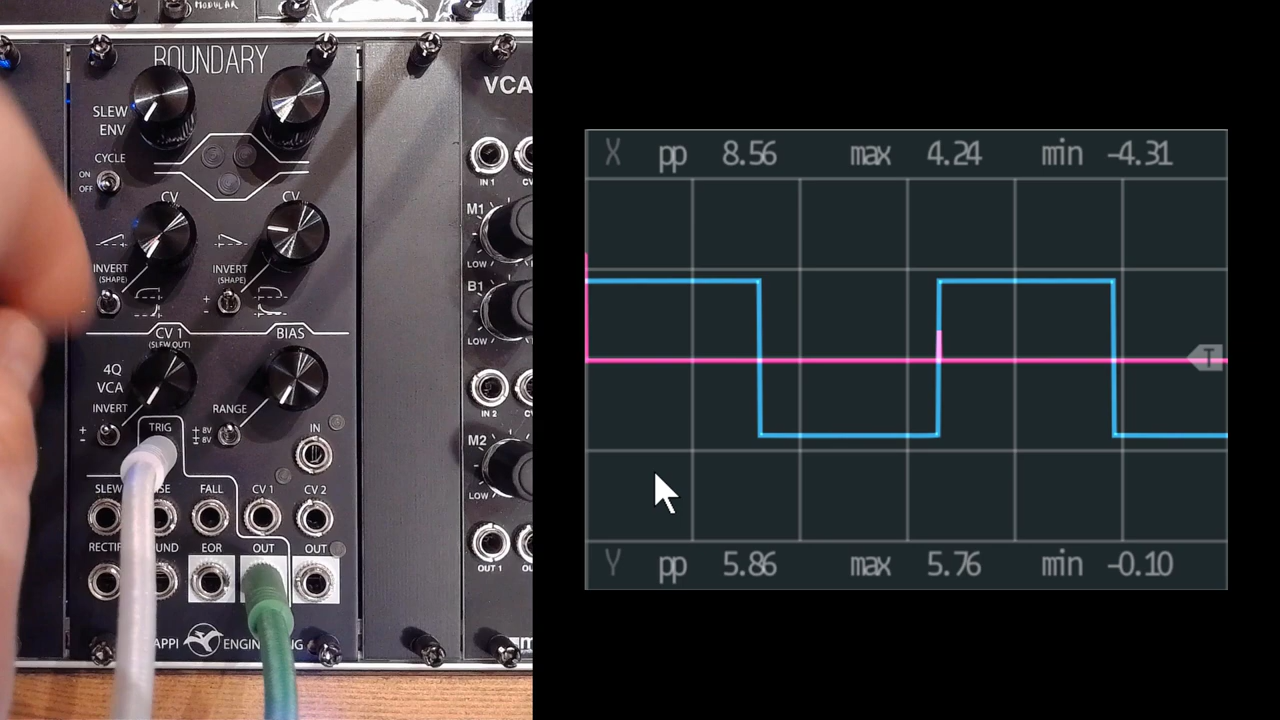 MODULAR
BOUNDARY
VCA
SLEW
ENV
CYCLE
ON
OFF
IN 1
CV
CV
M1
INVERT
(SHAPE)
INVERT
(SHAPE)
LOW
+
-
+
-
B1
LOW
CV 1
(SLEW OUT)
BIAS
4Q
VCA
IN 2
INVERT
RANGE
+
-
TRIG
8V
8V
IN
M2
SLEW
FALL
CV 1
CV 2
LOW
EOR
OUT
OUT
OUT 1
X pp 8.56 max 4.24 min -4.31
T
Y pp 5.86 max 5.76 min -0.10